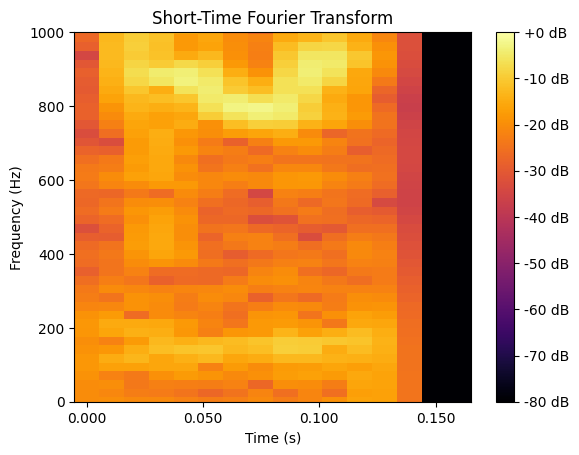 Short-Time Fourier Transform
1000
800
600
400
200
0
Frequency (Hz)
0.000
0.050
0.100
0.150
Time (s)
+0 dB
-10 dB
-20 dB
-30 dB
-40 dB
-50 dB
-60 dB
-70 dB
-80 dB